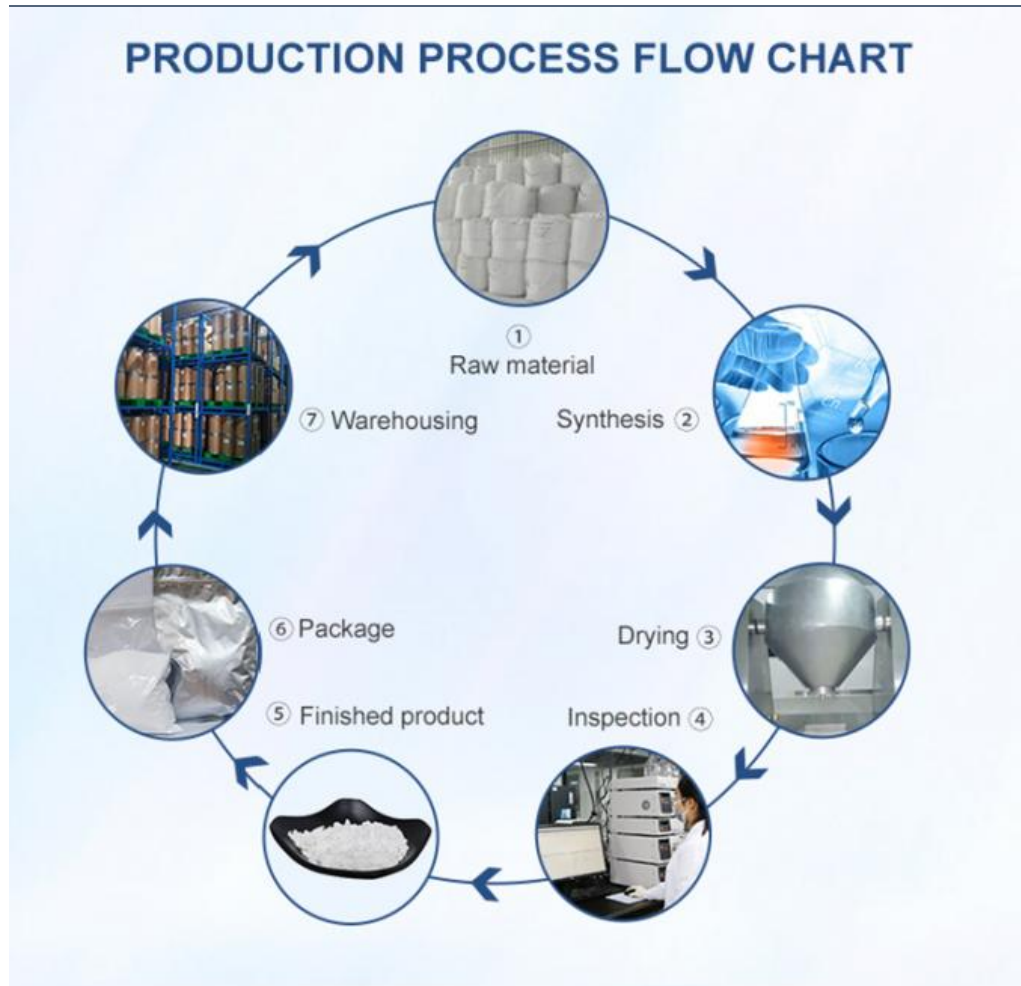 PRODUCTION PROCESS FLOW CHART
① Raw material
Synthesis ②
Drying ③
Inspection ④
⑤ Finished product
⑥ Package
⑦ Warehousing